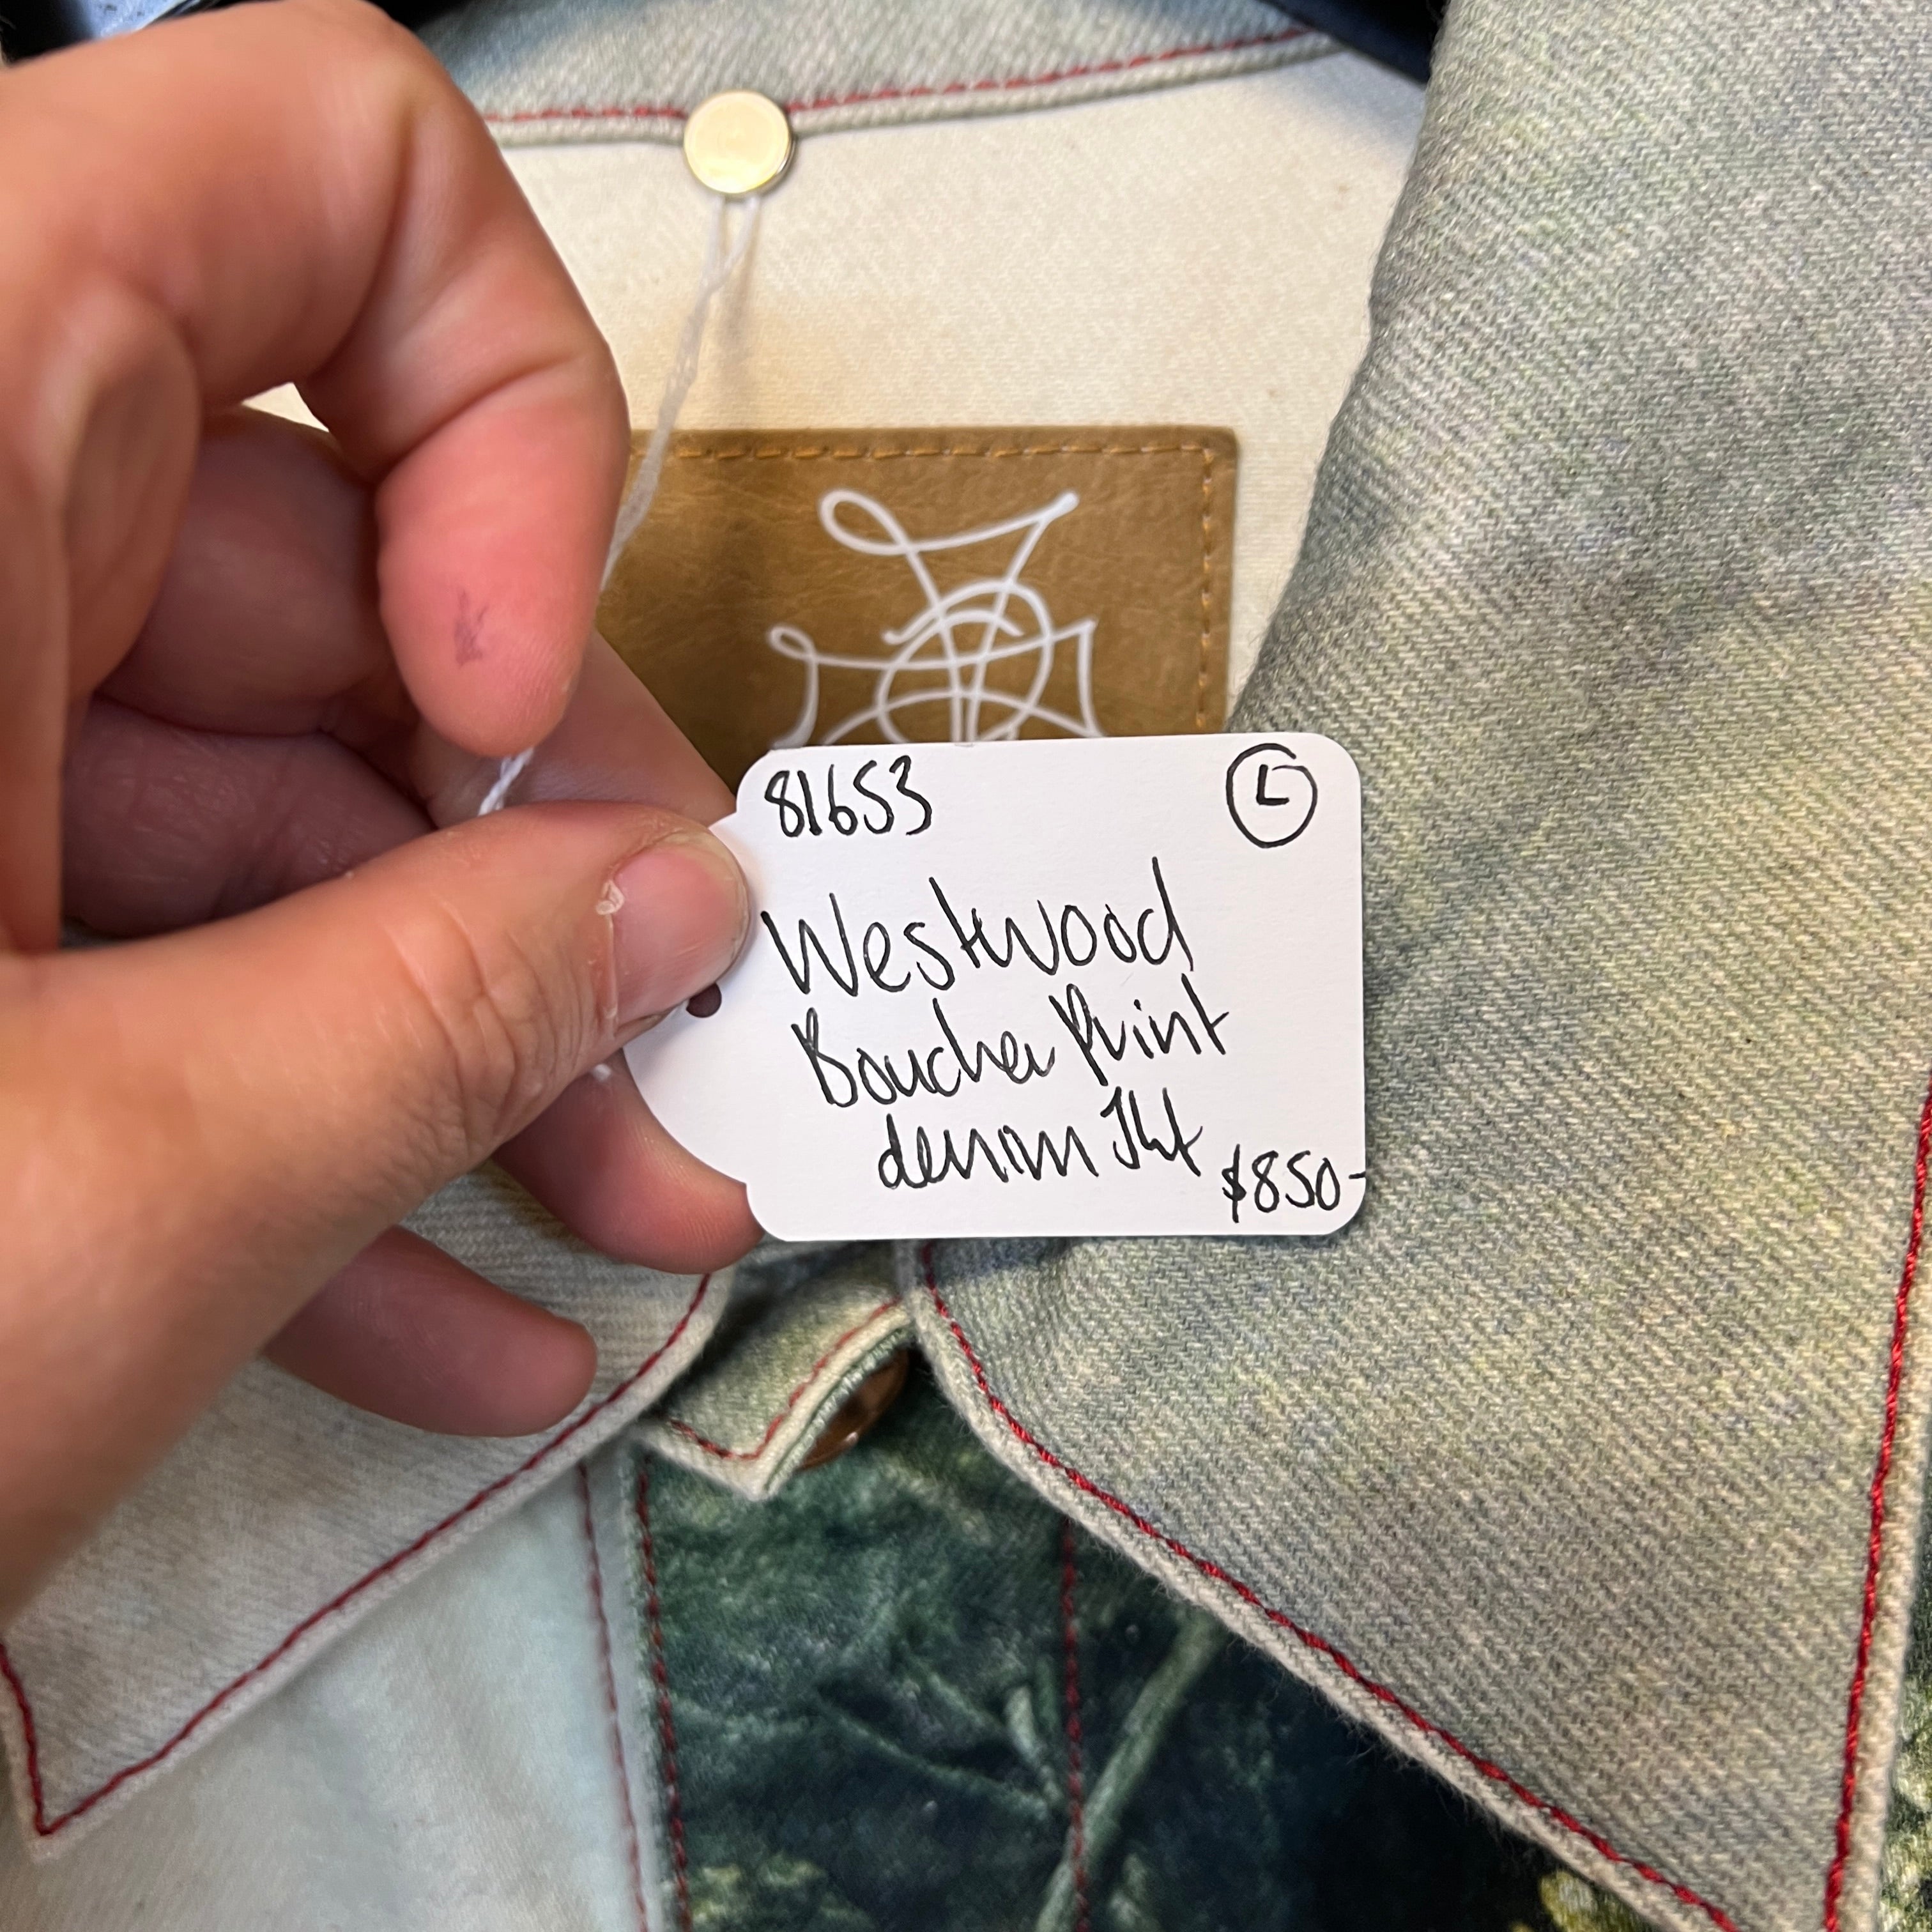 81653 L
Westwood
Boucher Print
denim Jkt
$850-